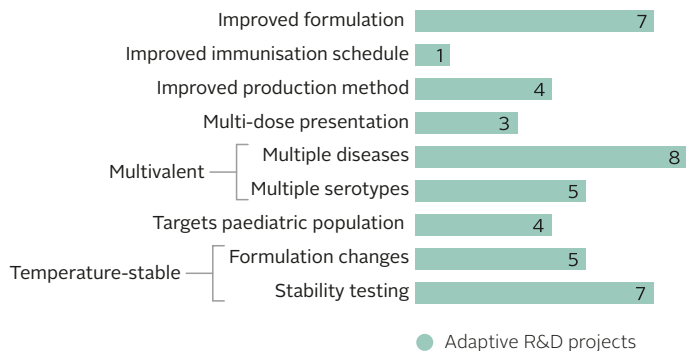 Improved formulation 7
Improved immunisation schedule 1
Improved production method 4
Multi-dose presentation 3
Multivalent
Multiple diseases 8
Multiple serotypes 5
Targets paediatric population 4
Temperature-stable
Formulation changes 5
Stability testing 7
Adaptive R&D projects